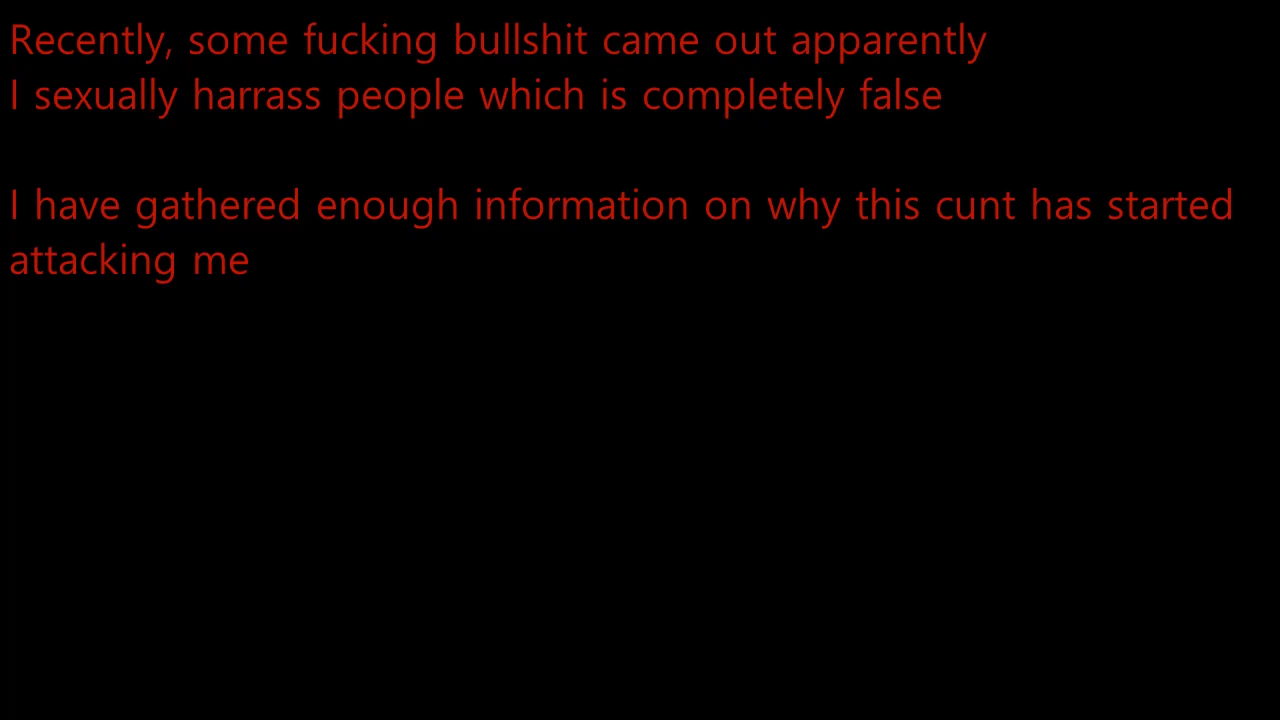 Recently, some fucking bullshit came out apparently
I sexually harrass people which is completely false
I have gathered enough information on why this cunt has started
attacking me